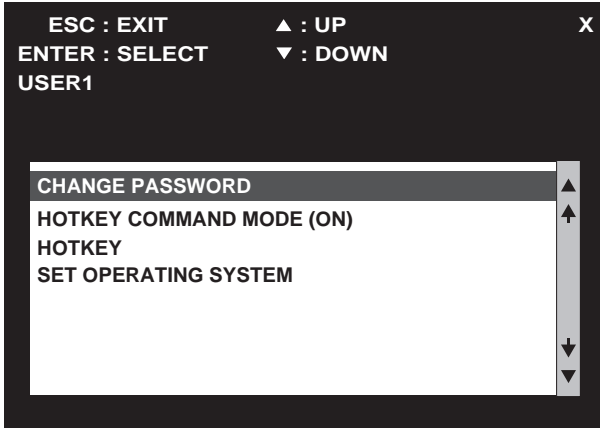 ESC : EXIT ▲ : UP X
ENTER : SELECT ▼ : DOWN
USER1
CHANGE PASSWORD
HOTKEY COMMAND MODE (ON)
HOTKEY
SET OPERATING SYSTEM